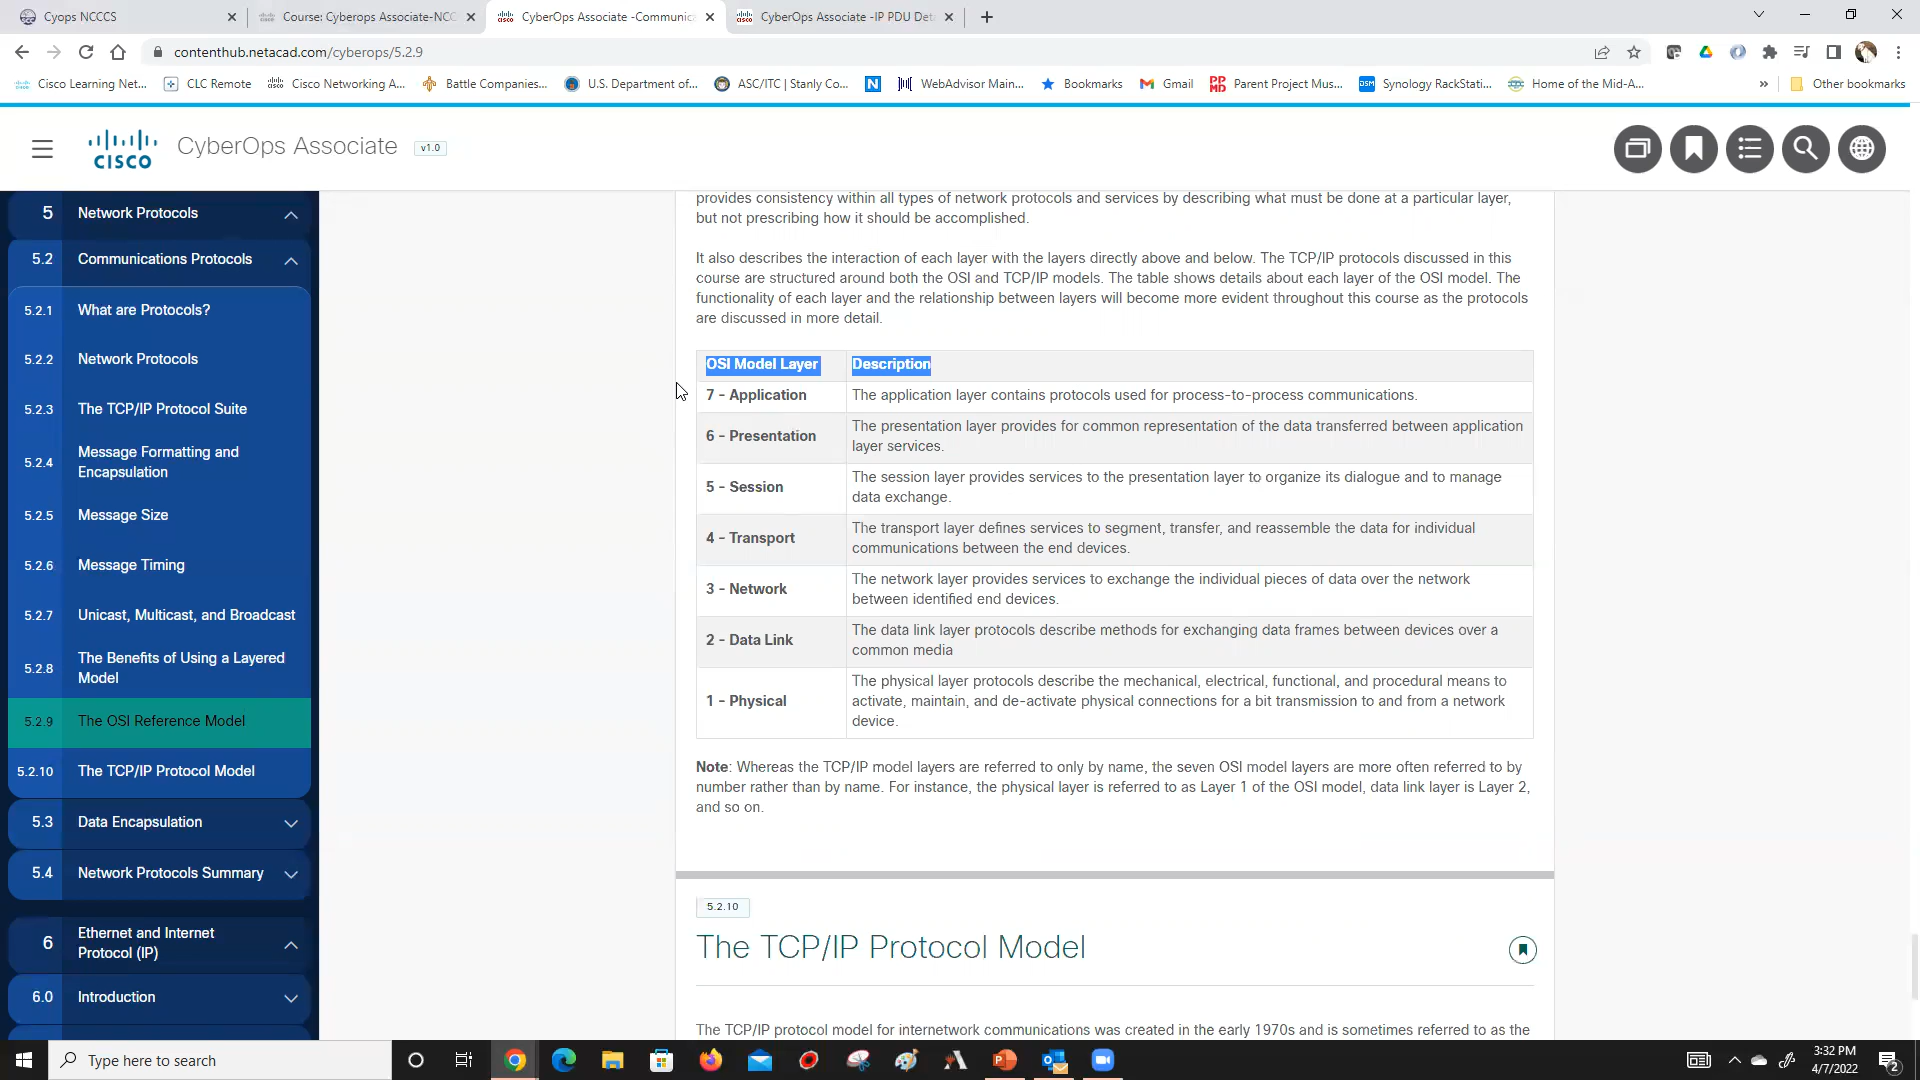 Cyops NCCCS
Course: Cyberops Associate-NCC
CyberOps Associate -Communica
CyberOps Associate -IP PDU Det
contenthub.netacad.com/cyberops/5.2.9
Cisco Learning Net...
CLC Remote
Cisco Networking A...
Battle Companies...
U.S. Department of...
ASC/ITC | Stanly Co...
N
WebAdvisor Main...
Bookmarks
Gmail
Parent Project Mus...
Synology RackStati...
Home of the Mid-A...
»
Other bookmarks
CISCO
CyberOps Associate
v1.0
5 Network Protocols
5.2 Communications Protocols
5.2.1 What are Protocols?
5.2.2 Network Protocols
5.2.3 The TCP/IP Protocol Suite
5.2.4 Message Formatting and
Encapsulation
5.2.5 Message Size
5.2.6 Message Timing
5.2.7 Unicast, Multicast, and Broadcast
5.2.8 The Benefits of Using a Layered
Model
5.2.9 The OSI Reference Model
5.2.10 The TCP/IP Protocol Model
5.3 Data Encapsulation
5.4 Network Protocols Summary
6 Ethernet and Internet
Protocol (IP)
6.0 Introduction
provides consistency within all types of network protocols and services by describing what must be done at a particular layer,
but not prescribing how it should be accomplished.
It also describes the interaction of each layer with the layers directly above and below. The TCP/IP protocols discussed in this
course are structured around both the OSI and TCP/IP models. The table shows details about each layer of the OSI model. The
functionality of each layer and the relationship between layers will become more evident throughout this course as the protocols
are discussed in more detail.
OSI Model Layer Description
7 - Application The application layer contains protocols used for process-to-process communications.
6 - Presentation The presentation layer provides for common representation of the data transferred between application
layer services.
5 - Session The session layer provides services to the presentation layer to organize its dialogue and to manage
data exchange.
4 - Transport The transport layer defines services to segment, transfer, and reassemble the data for individual
communications between the end devices.
3 - Network The network layer provides services to exchange the individual pieces of data over the network
between identified end devices.
2 - Data Link The data link layer protocols describe methods for exchanging data frames between devices over a
common media
1 - Physical The physical layer protocols describe the mechanical, electrical, functional, and procedural means to
activate, maintain, and de-activate physical connections for a bit transmission to and from a network
device.
Note: Whereas the TCP/IP model layers are referred to only by name, the seven OSI model layers are more often referred to by
number rather than by name. For instance, the physical layer is referred to as Layer 1 of the OSI model, data link layer is Layer 2,
and so on.
5.2.10
The TCP/IP Protocol Model
The TCP/IP protocol model for internetwork communications was created in the early 1970s and is sometimes referred to as the
Type here to search
3:32 PM
4/7/2022
2